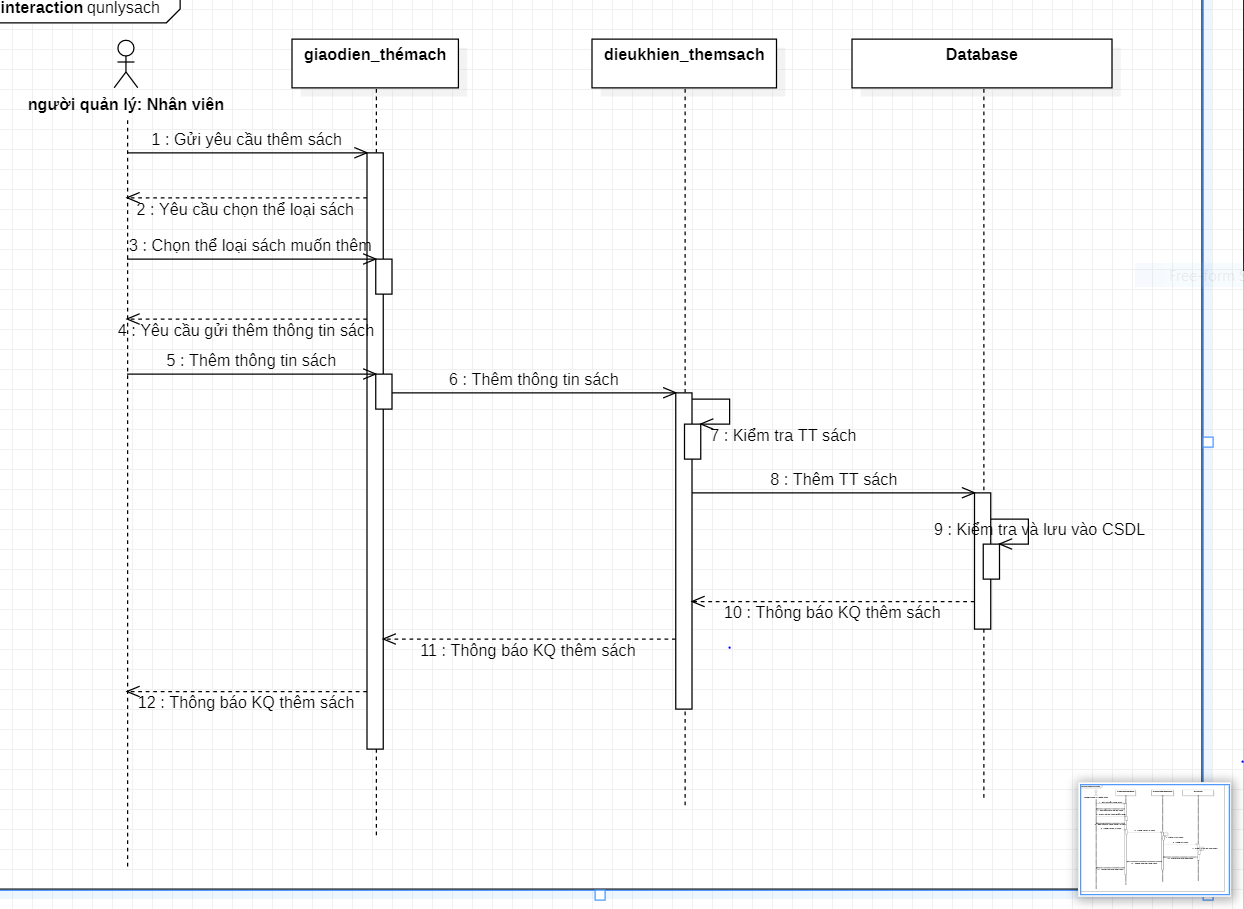 interaction qunlysach
giaodien_thémach
dieukhien_themsach
Database
người quản lý: Nhân viên
1 : Gửi yêu cầu thêm sách
2 : Yêu cầu chọn thể loại sách
3 : Chọn thể loại sách muốn thêm
4 : Yêu cầu gửi thêm thông tin sách
5 : Thêm thông tin sách
6 : Thêm thông tin sách
7 : Kiểm tra TT sách
8 : Thêm TT sách
9 : Kiểm tra và lưu vào CSDL
10 : Thông báo KQ thêm sách
11 : Thông báo KQ thêm sách
12 : Thông báo KQ thêm sách
Free-form S